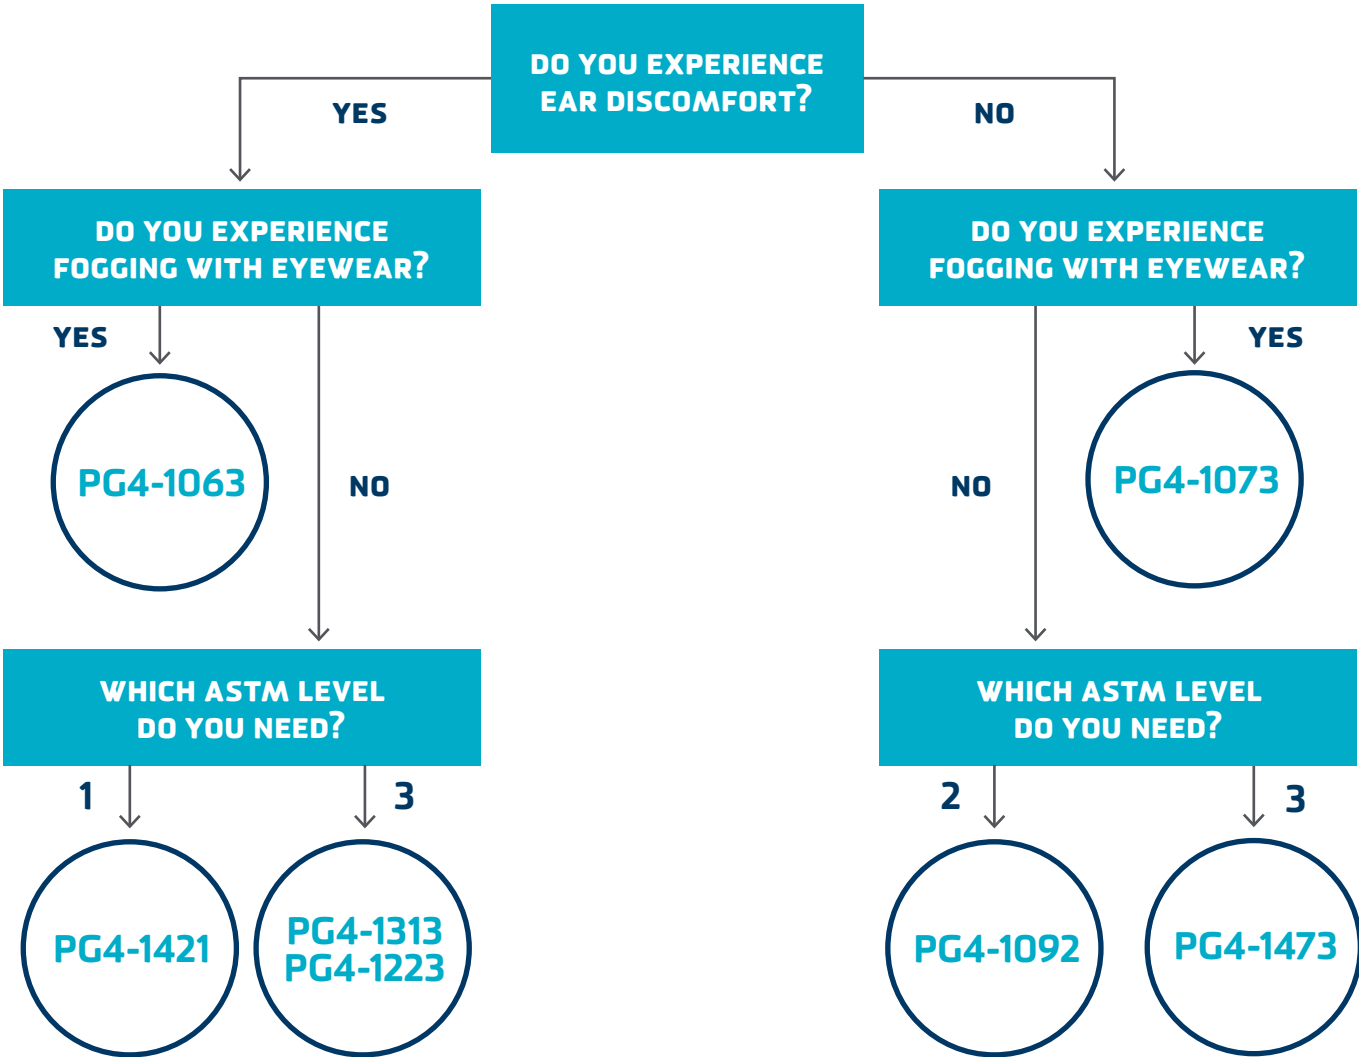 DO YOU EXPERIENCE
EAR DISCOMFORT?
YES
NO
DO YOU EXPERIENCE
FOGGING WITH EYEWEAR?
DO YOU EXPERIENCE
FOGGING WITH EYEWEAR?
YES
YES
PG4-1063
NO
NO
PG4-1073
WHICH ASTM LEVEL
DO YOU NEED?
WHICH ASTM LEVEL
DO YOU NEED?
1
3
2
3
PG4-1421
PG4-1313
PG4-1223
PG4-1092
PG4-1473